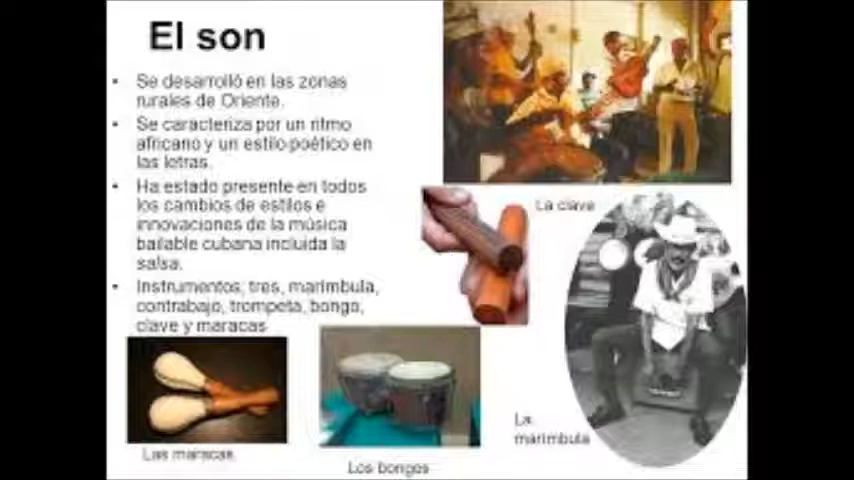 El son
• Se desarrolló en las zonas
rurales de Oriente.
• Se caracteriza por un ritmo
africano y un estilo poético en
las letras.
• Ha estado presente en todos
los cambios de estilos e
innovaciones de la música
bailable cubana incluida la
salsa.
• Instrumentos, tres, marimbula,
contrabajo, trompeta, bongo,
clave y maracas
La clave
Las maracas
Los bongos
La
marimbula